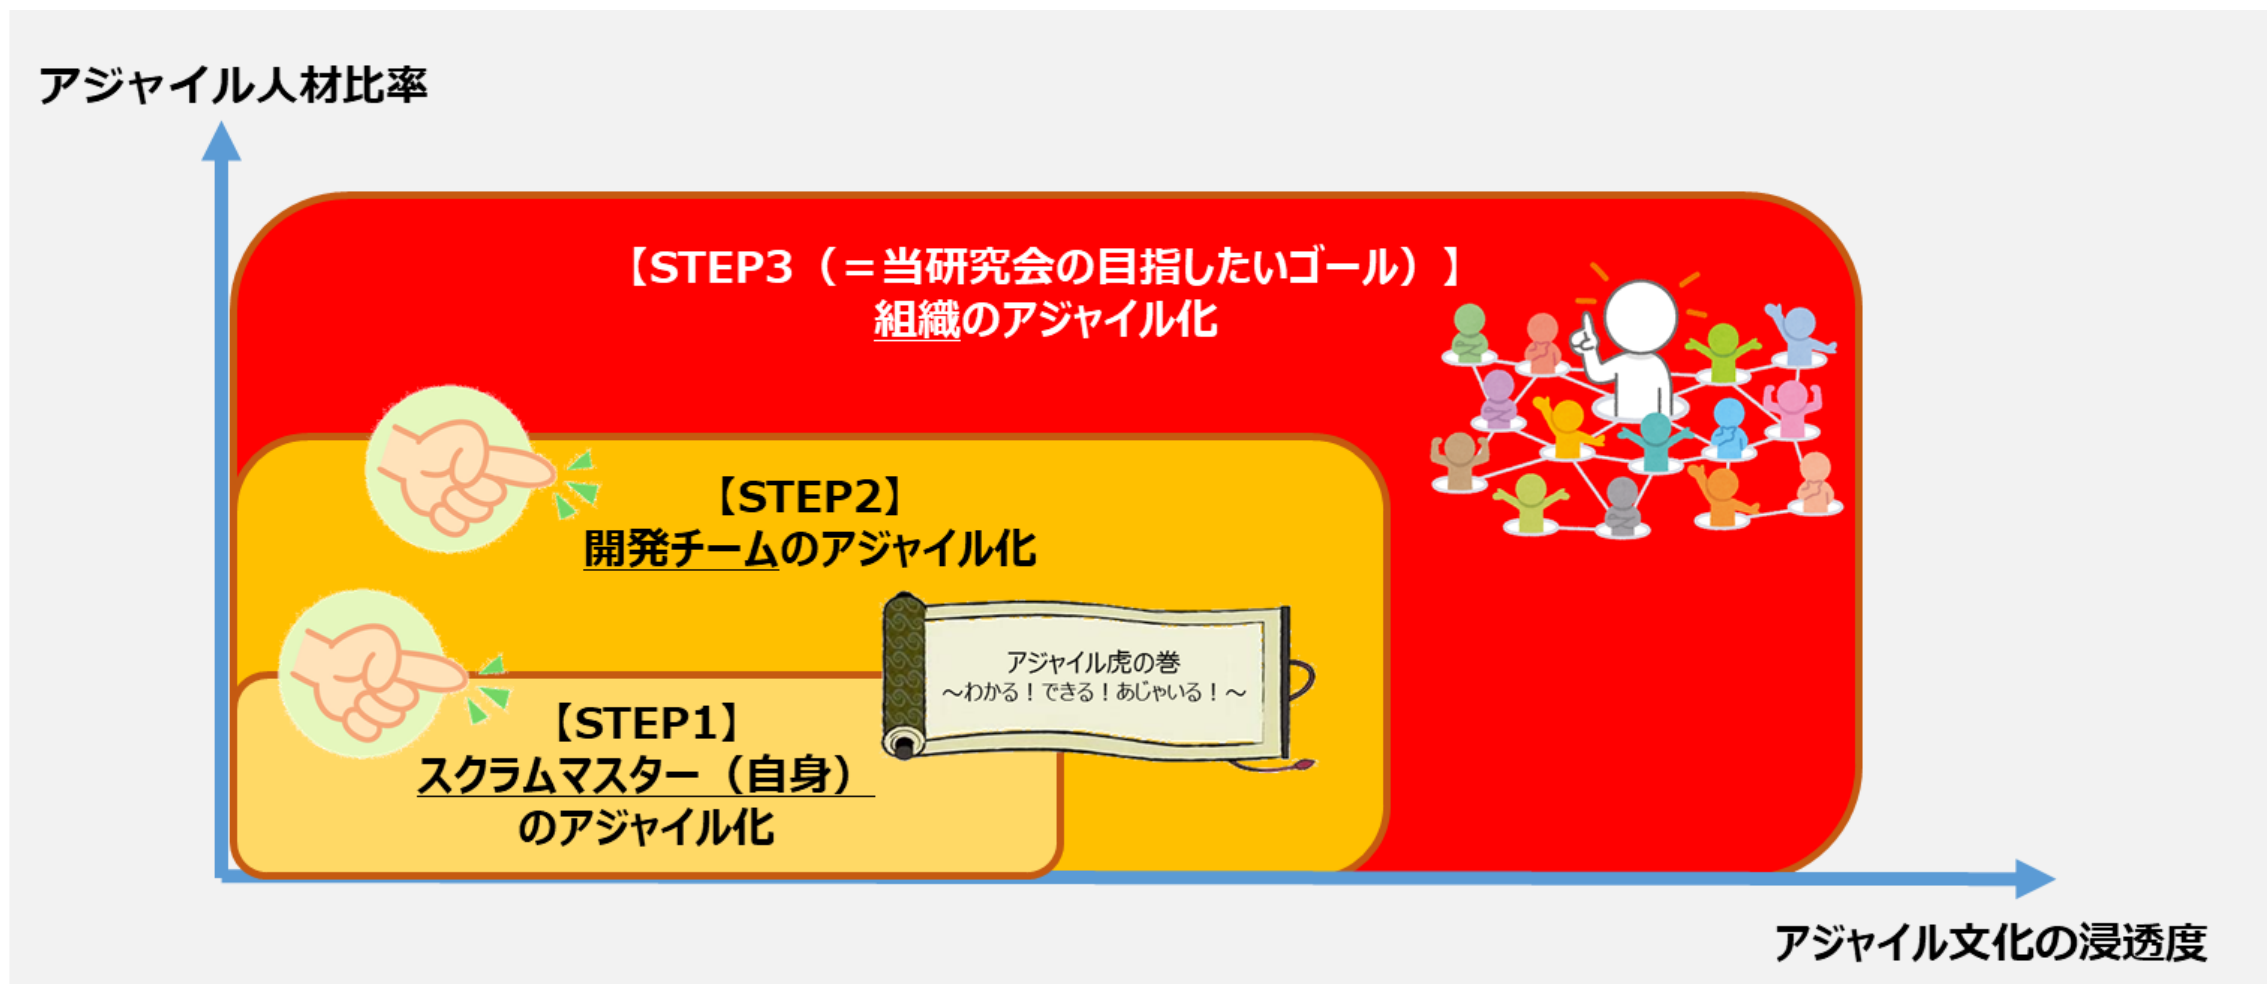 アジャイル人材比率
【STEP3（＝当研究会の目指したいゴール）】
組織のアジャイル化
【STEP2】
開発チームのアジャイル化
アジャイル虎の巻
～わかる！できる！あじゃいる！～
【STEP1】
スクラムマスター（自身）
のアジャイル化
アジャイル文化の浸透度